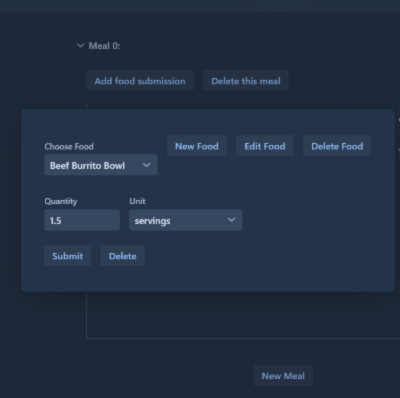 Meal 0:
Add food submission Delete this meal
Choose Food New Food Edit Food Delete Food
Beef Burrito Bowl
Quantity Unit
1.5 servings
Submit Delete
New Meal